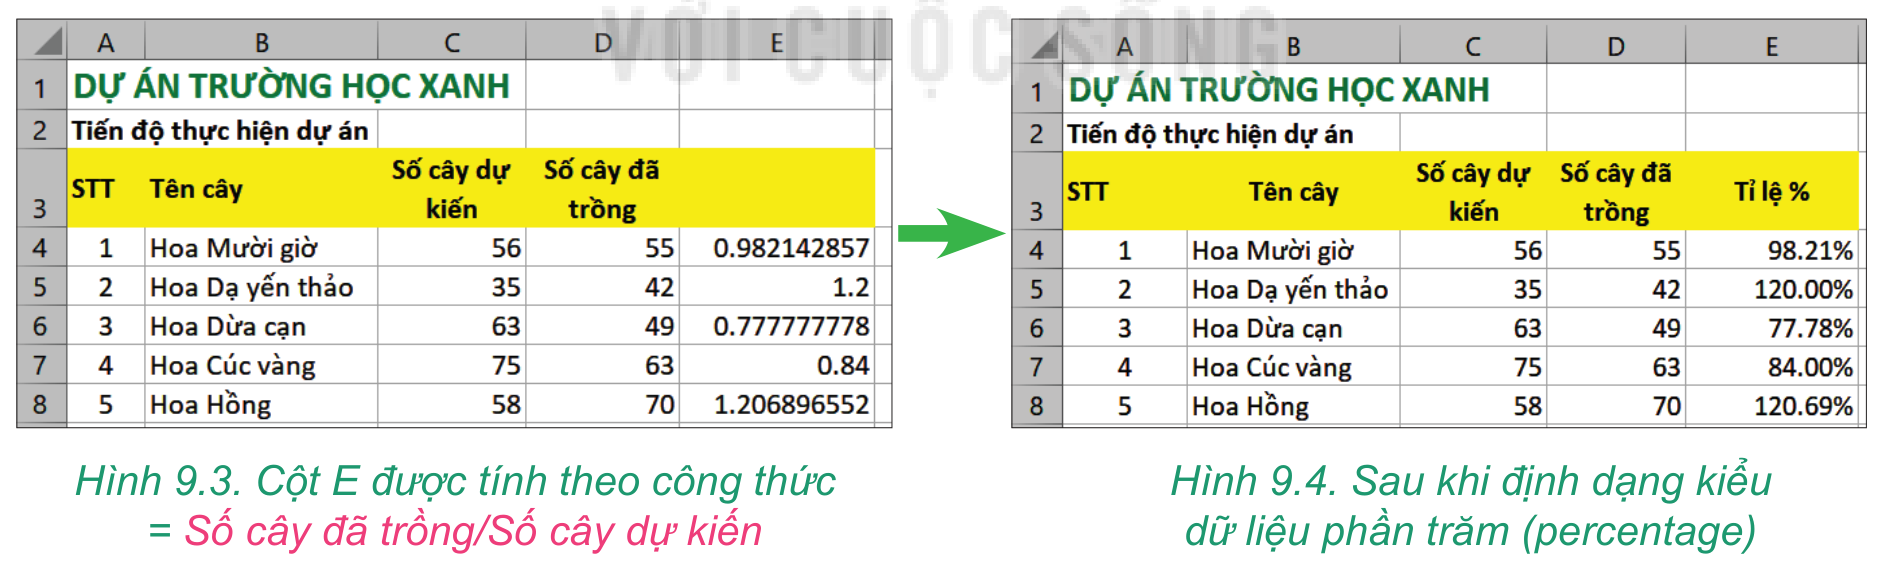 VỚI CUỘC SỐNG
A B C D E
1 DỰ ÁN TRƯỜNG HỌC XANH
2 Tiến độ thực hiện dự án
3 STT Tên cây Số cây dự kiến Số cây đã trồng
4 1 Hoa Mười giờ 56 55 0.982142857
5 2 Hoa Dạ yến thảo 35 42 1.2
6 3 Hoa Dừa cạn 63 49 0.777777778
7 4 Hoa Cúc vàng 75 63 0.84
8 5 Hoa Hồng 58 70 1.206896552
Hình 9.3. Cột E được tính theo công thức
= Số cây đã trồng/Số cây dự kiến
A B C D E
1 DỰ ÁN TRƯỜNG HỌC XANH
2 Tiến độ thực hiện dự án
3 STT Tên cây Số cây dự kiến Số cây đã trồng Tỉ lệ %
4 1 Hoa Mười giờ 56 55 98.21%
5 2 Hoa Dạ yến thảo 35 42 120.00%
6 3 Hoa Dừa cạn 63 49 77.78%
7 4 Hoa Cúc vàng 75 63 84.00%
8 5 Hoa Hồng 58 70 120.69%
Hình 9.4. Sau khi định dạng kiểu
dữ liệu phần trăm (percentage)